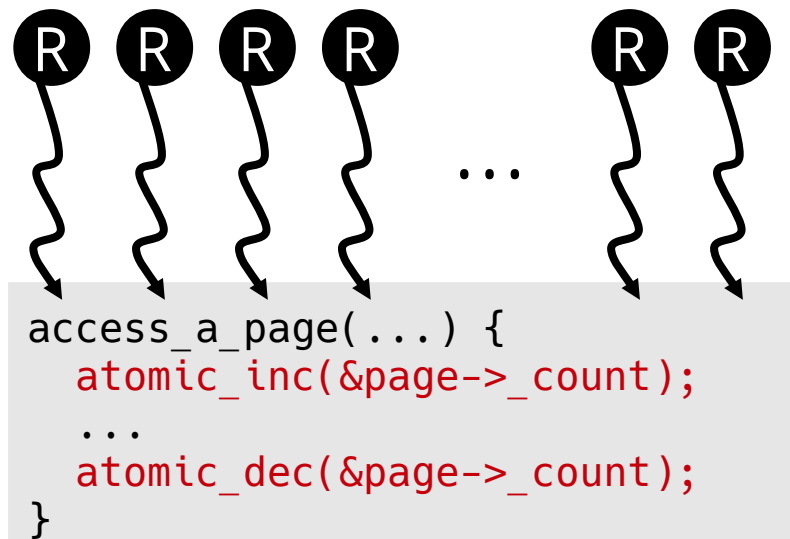 R R R R R R
...
access_a_page(...) {
  atomic_inc(&page->_count);
  ...
  atomic_dec(&page->_count);
}